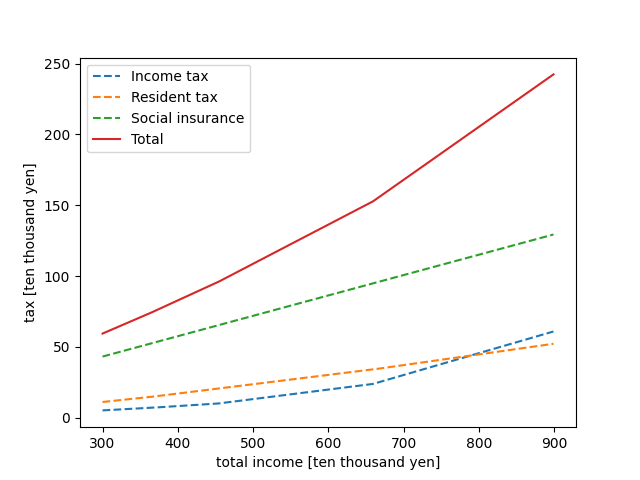 250
200
150
100
50
0
tax [ten thousand yen]
Income tax
Resident tax
Social insurance
Total
300 400 500 600 700 800 900
total income [ten thousand yen]